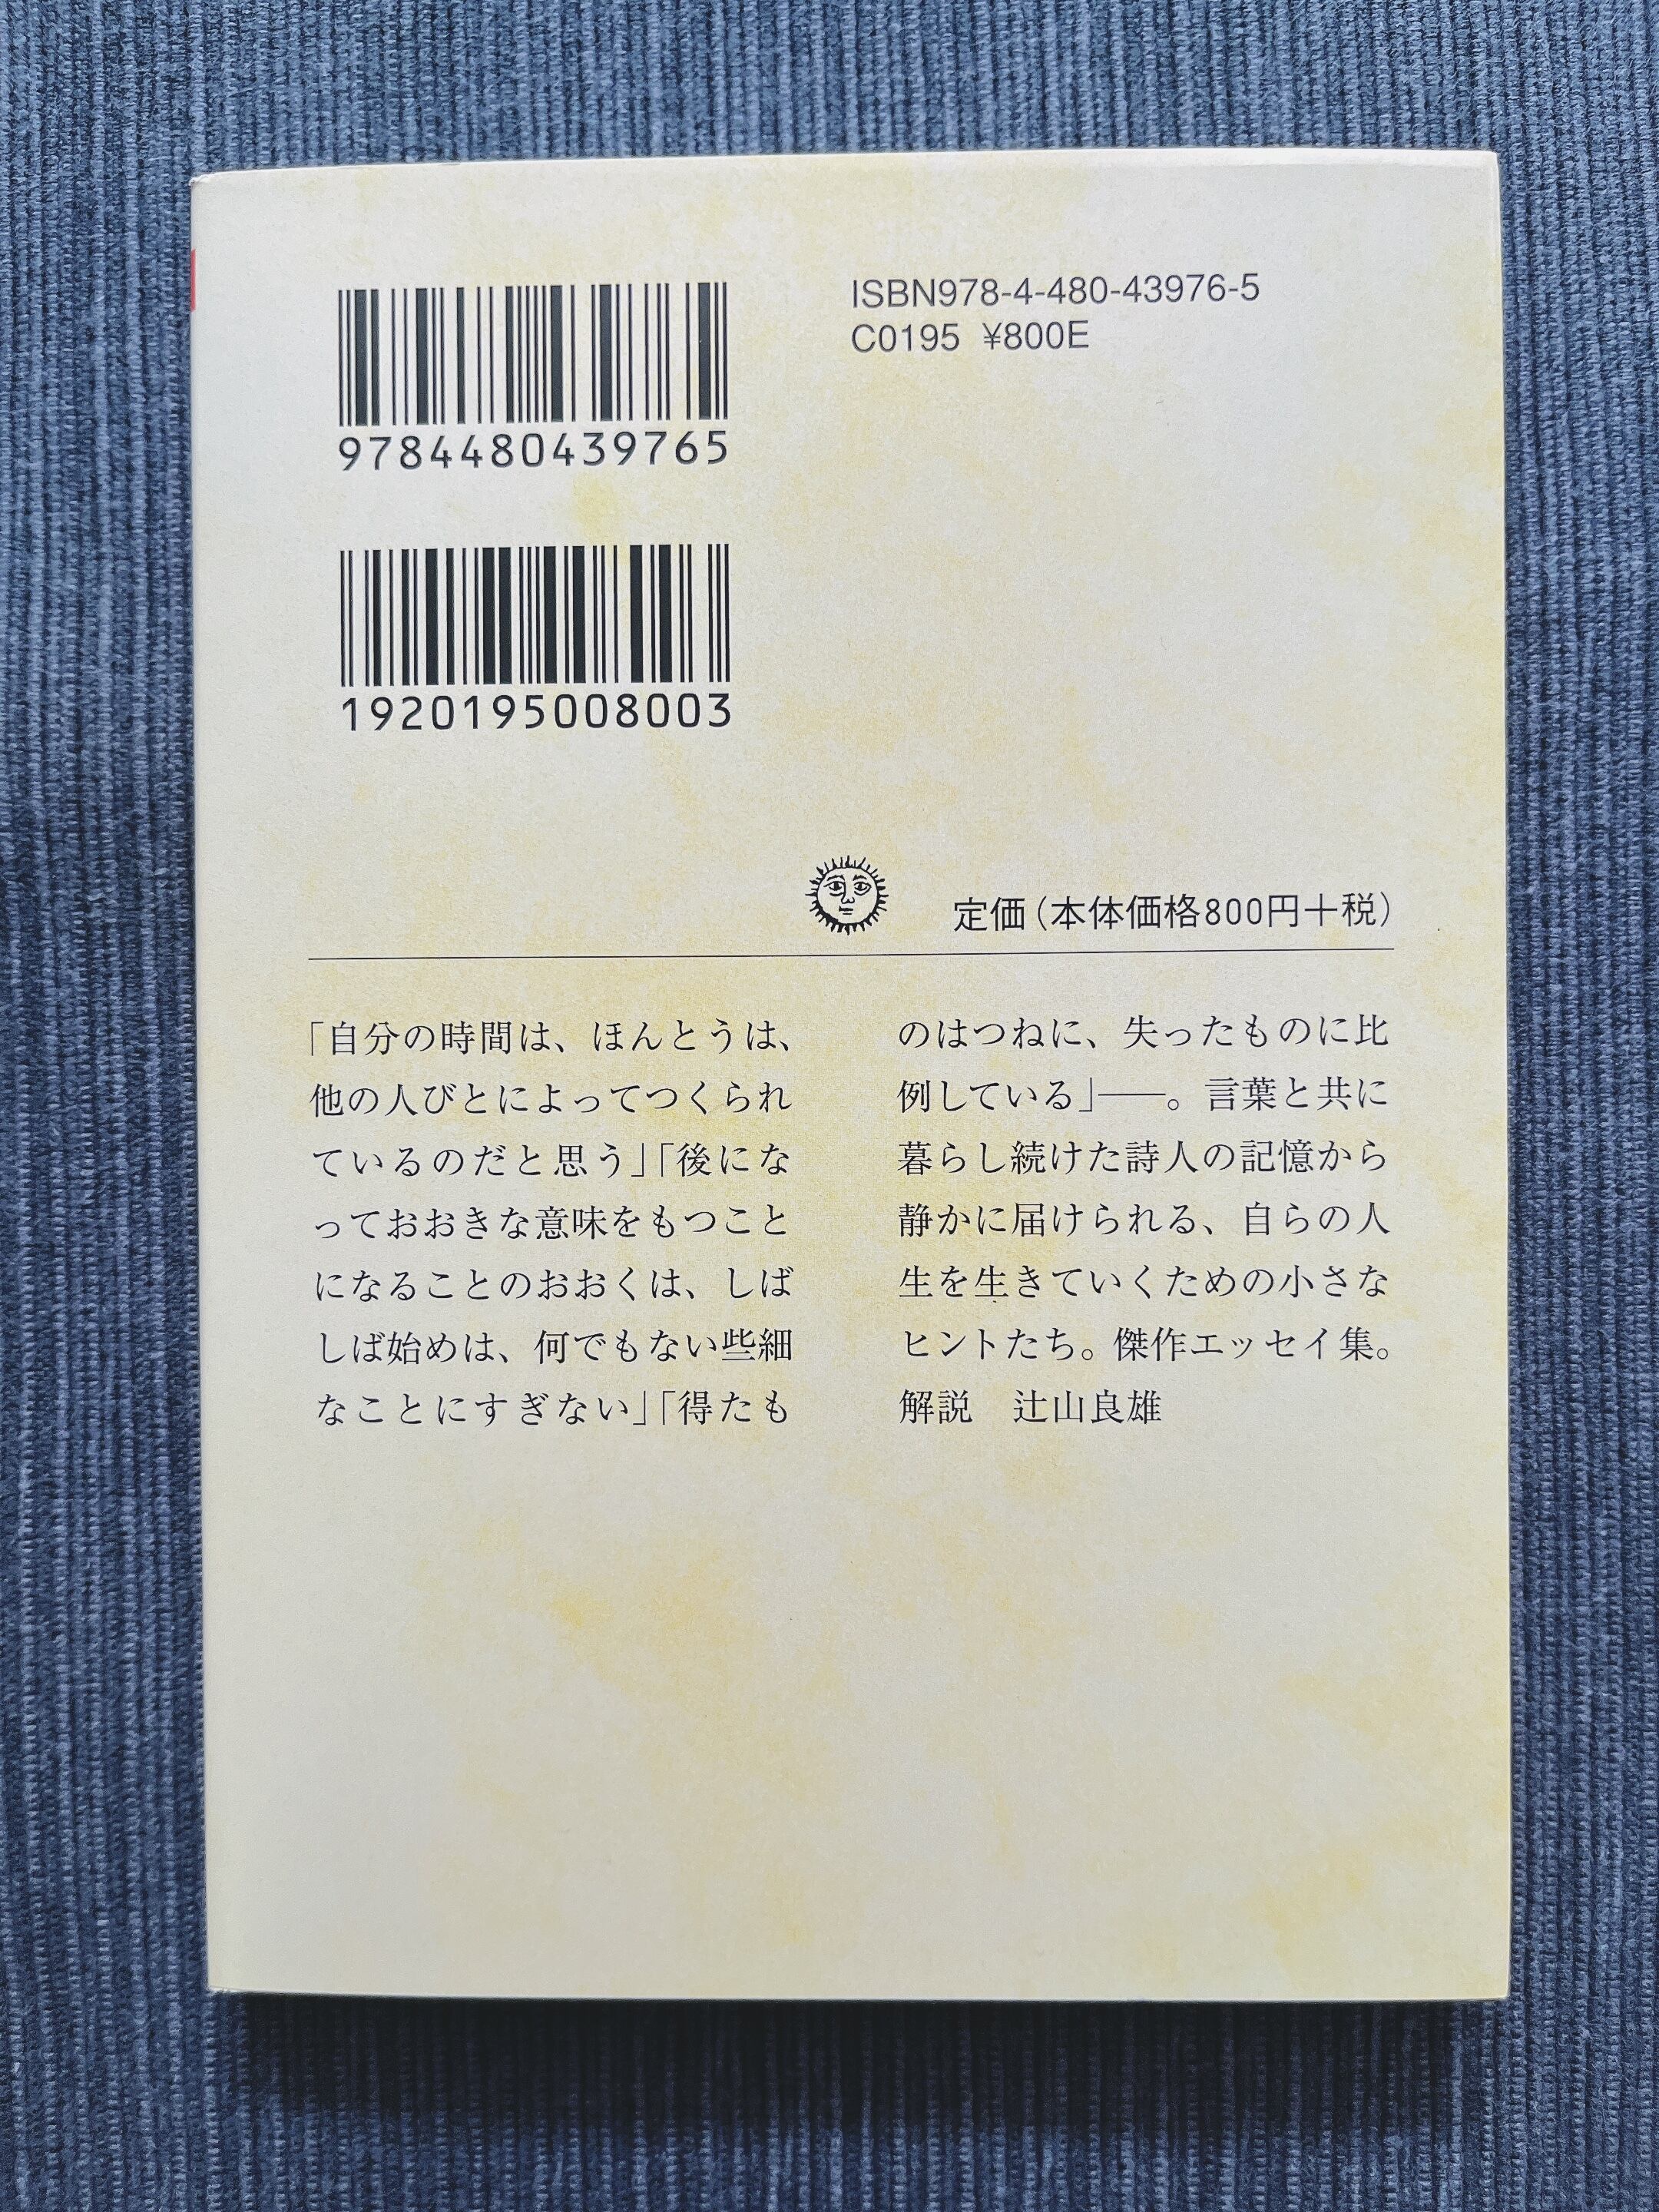 9784480439765
ISBN978-4-480-43976-5
C0195 ¥800E
1920195008003
定価(本体価格800円+税)
「自分の時間は、ほんとうは、
他の人びとによってつくられ
ているのだと思う」「後にな
っておおきな意味をもつこと
になることのおおくは、しば
しば始めは、何でもない些細
なことにすぎない」「得たも
のはつねに、失ったものに比
例している」──。言葉と共に
暮らし続けた詩人の記憶から
静かに届けられる、自らの人
生を生きていくための小さな
ヒントたち。傑作エッセイ集。
解説　辻山良雄